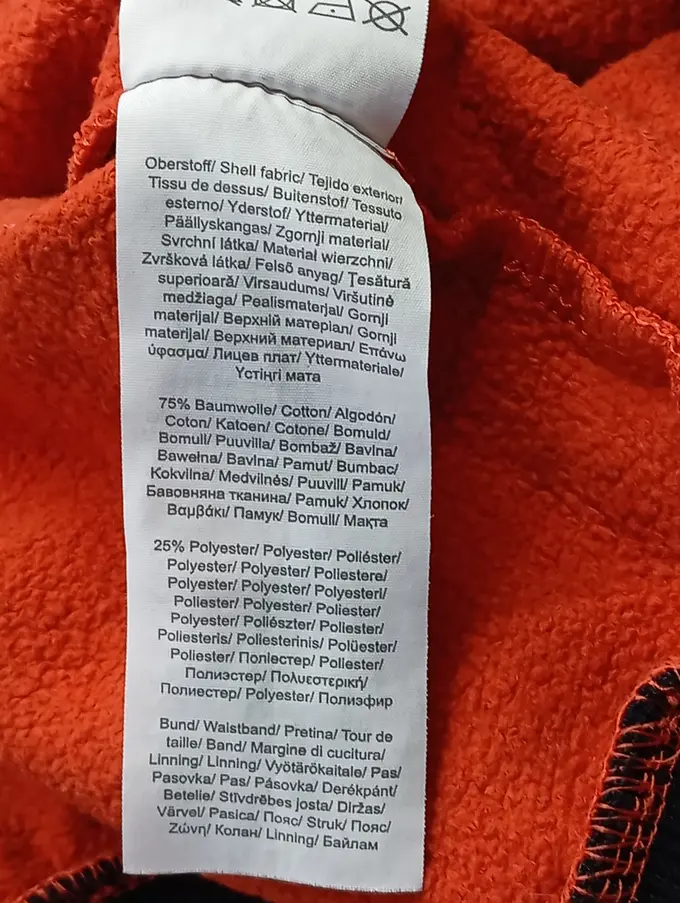 Oberstoff/ Shell fabric/ Tejido exterior/
Tissu de dessus/ Buitenstof/ Tessuto
esterno/ Yderstof/ Yttermaterial/
Päällyskangas/ Zgornji material/
Svrchní látka/ Materiał wierzchni/
Zvršková látka/ Felső anyag/ Ţesătură
superioară/ Virsaudums/ Viršutinė
medžiaga/ Pealismaterjal/ Gornji
materijal/ Верхній матеріал/ Gornji
materijal/ Верхний материал/ Επάνω
ύφασμα/ Лицев плат/ Yttermateriale/
Үстіңгі мата
75% Baumwolle/ Cotton/ Algodón/
Coton/ Katoen/ Cotone/ Bomuld/
Bomull/ Puuvilla/ Bombaž/ Bavlna/
Bawełna/ Bavlna/ Pamut/ Bumbac/
Kokvilna/ Medvilnės/ Puuvill/ Pamuk/
Бавовняна тканина/ Pamuk/ Хлопок/
Βαμβάκι/ Памук/ Bomull/ Мақта
25% Polyester/ Polyester/ Poliéster/
Polyester/ Polyester/ Poliestere/
Polyester/ Polyester/ Polyesteri/
Poliester/ Polyester/ Poliester/
Polyester/ Poliészter/ Poliester/
Poliesteris/ Poliesterinis/ Polüester/
Poliester/ Поліестер/ Poliester/
Полиэстер/ Πολυεστερική/
Полиестер/ Polyester/ Полиэфир
Bund/ Waistband/ Pretina/ Tour de
taille/ Band/ Margine di cucitura/
Linning/ Linning/ Vyötärökaitale/ Pas/
Pasovka/ Pas/ Pásovka/ Derékpánt/
Betelie/ Stīvdrēbes josta/ Diržas/
Värvel/ Pasica/ Пояс/ Struk/ Пояс/
Ζώνη/ Колан/ Linning/ Байлам